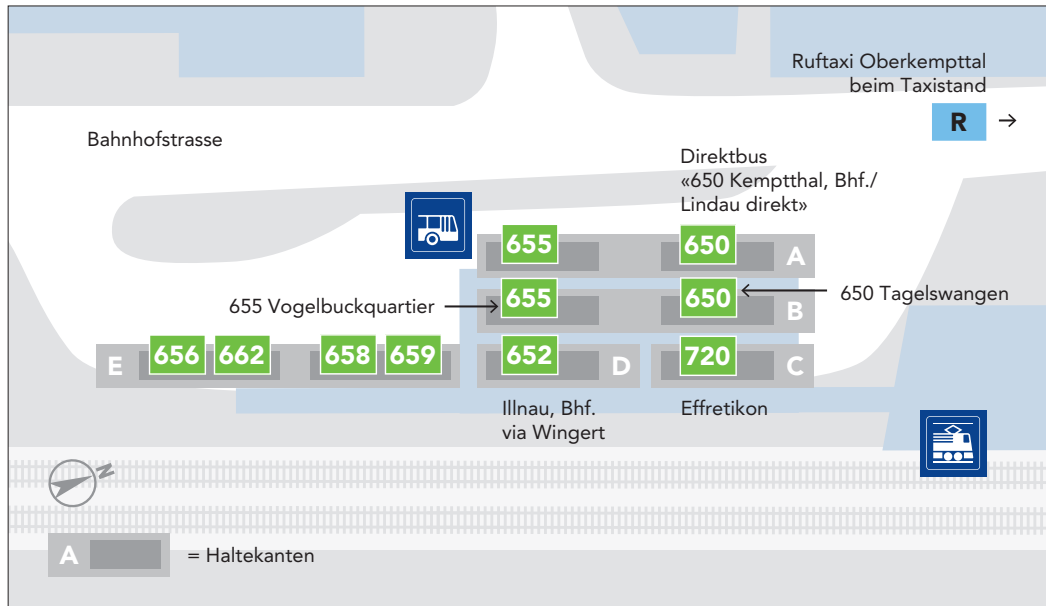 Ruftaxi Oberkempttal
beim Taxistand
R →
Bahnhofstrasse
Direktbus
«650 Kemptthal, Bhf./
Lindau direkt»
655 650 A
655 Vogelbuckquartier
655 650 B
650 Tagelswangen
E 656 662 658 659 652 D 720 C
Illnau, Bhf.
via Wingert
Effretikon
N
A = Haltekanten